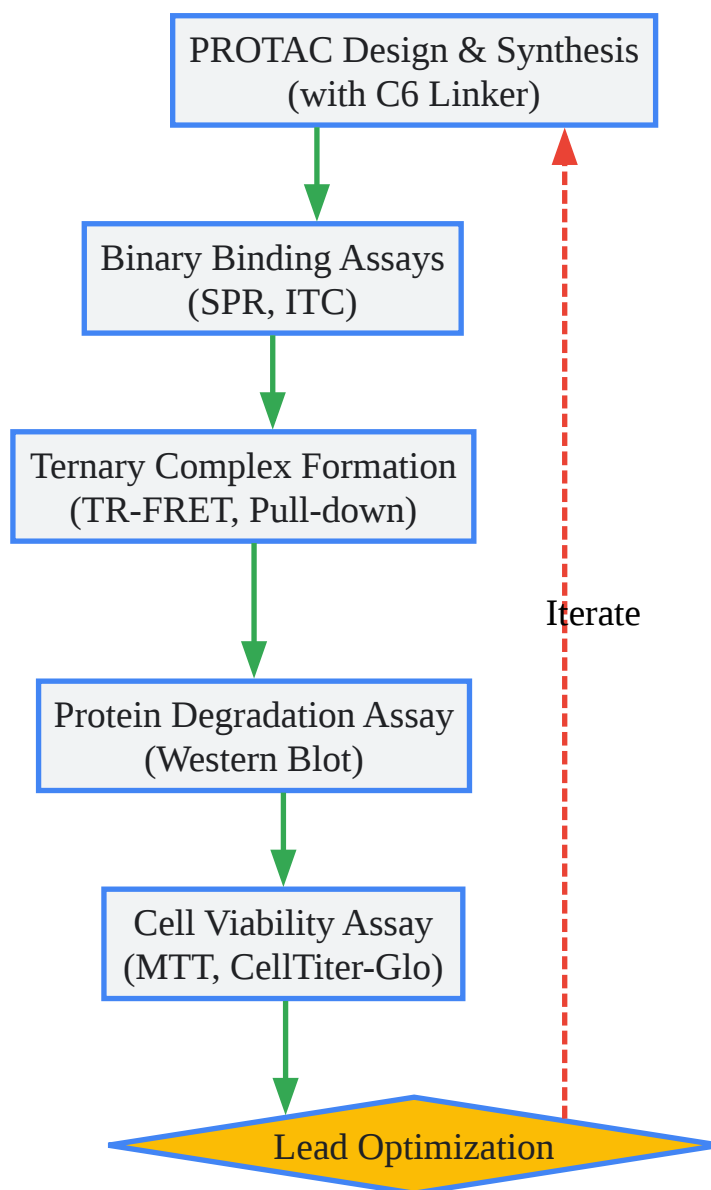 PROTAC Design & Synthesis
(with C6 Linker)
Binary Binding Assays
(SPR, ITC)
Ternary Complex Formation
(TR-FRET, Pull-down)
Iterate
Protein Degradation Assay
(Western Blot)
Cell Viability Assay
(MTT, CellTiter-Glo)
Lead Optimization